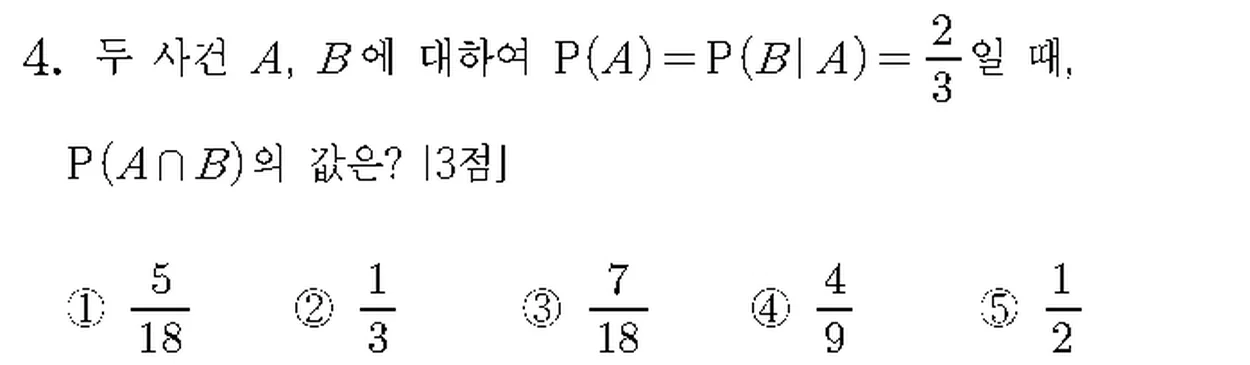 4. 두 사건 A, B에 대하여 P(A)=P(B|A)=2/3일 때,
P(A∩B)의 값은? [3점]
① 5/18 ② 1/3 ③ 7/18 ④ 4/9 ⑤ 1/2